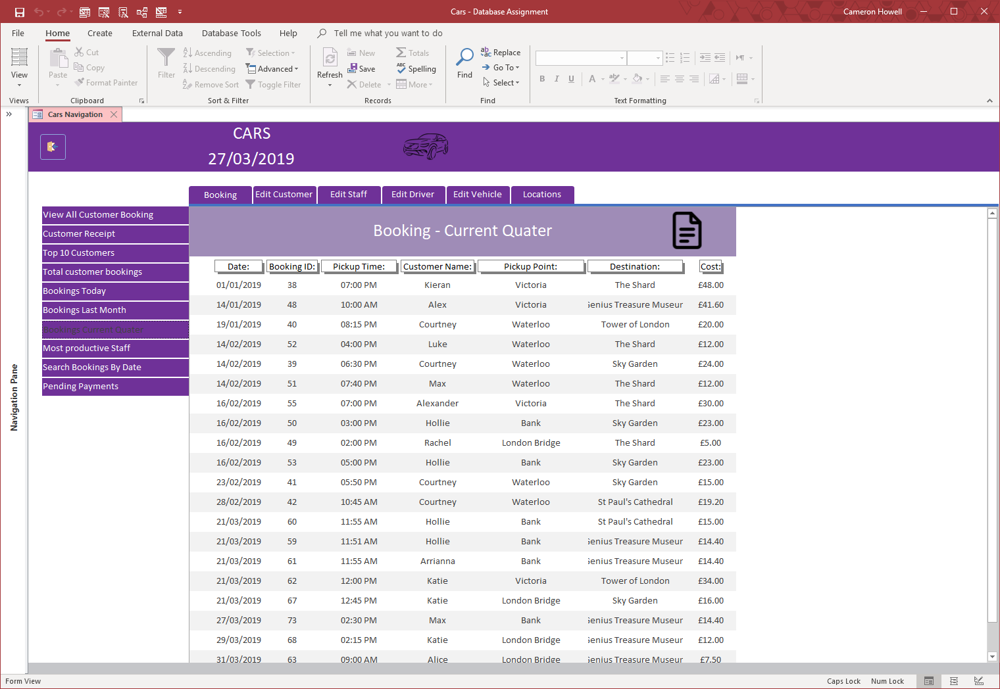 Cars - Database Assignment
Cameron Howell
File Home Create External Data Database Tools Help Tell me what you want to do
View
Views
Paste
Cut
Copy
Format Painter
Clipboard
Filter
Ascending
Descending
Remove Sort
Selection
Advanced
Toggle Filter
Sort & Filter
Refresh
New
Save
Delete
Totals
Spelling
More
Records
Find
Replace
Go To
Select
Find
B I U A
Text Formatting
Cars Navigation
CARS
27/03/2019
Booking Edit Customer Edit Staff Edit Driver Edit Vehicle Locations
Navigation Pane
View All Customer Booking
Customer Receipt
Top 10 Customers
Total customer bookings
Bookings Today
Bookings Last Month
Bookings Current Quater
Most productive Staff
Search Bookings By Date
Pending Payments
Booking - Current Quater
Date: Booking ID: Pickup Time: Customer Name: Pickup Point: Destination: Cost:
01/01/2019 38 07:00 PM Kieran Victoria The Shard £48.00
14/01/2019 48 10:00 AM Alex Victoria Genius Treasure Museum £41.60
19/01/2019 40 08:15 PM Courtney Waterloo Tower of London £20.00
14/02/2019 52 04:00 PM Luke Waterloo The Shard £12.00
14/02/2019 39 06:30 PM Courtney Waterloo Sky Garden £24.00
14/02/2019 51 07:40 PM Max Waterloo The Shard £12.00
16/02/2019 55 07:00 PM Alexander Victoria The Shard £30.00
16/02/2019 50 03:00 PM Hollie Bank Sky Garden £23.00
16/02/2019 49 02:00 PM Rachel London Bridge The Shard £5.00
16/02/2019 53 05:00 PM Hollie Bank Sky Garden £23.00
23/02/2019 41 05:50 PM Courtney Waterloo Sky Garden £15.00
28/02/2019 42 10:45 AM Courtney Waterloo St Paul's Cathedral £19.20
21/03/2019 60 11:55 AM Hollie Bank St Paul's Cathedral £15.00
21/03/2019 59 11:51 AM Hollie Bank Genius Treasure Museum £14.40
21/03/2019 61 11:55 AM Arrianna Bank Genius Treasure Museum £14.40
21/03/2019 62 12:00 PM Katie Victoria Tower of London £34.00
21/03/2019 67 12:45 PM Katie London Bridge Sky Garden £16.00
27/03/2019 73 02:30 PM Max Bank Genius Treasure Museum £14.40
29/03/2019 68 02:15 PM Katie London Bridge Genius Treasure Museum £12.00
31/03/2019 63 09:00 AM Alice London Bridge Genius Treasure Museum £7.50
Form View
Caps Lock Num Lock